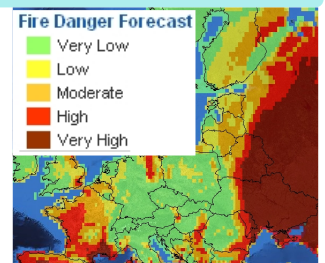 Fire Danger Forecast
Very Low
Low
Moderate
High
Very High